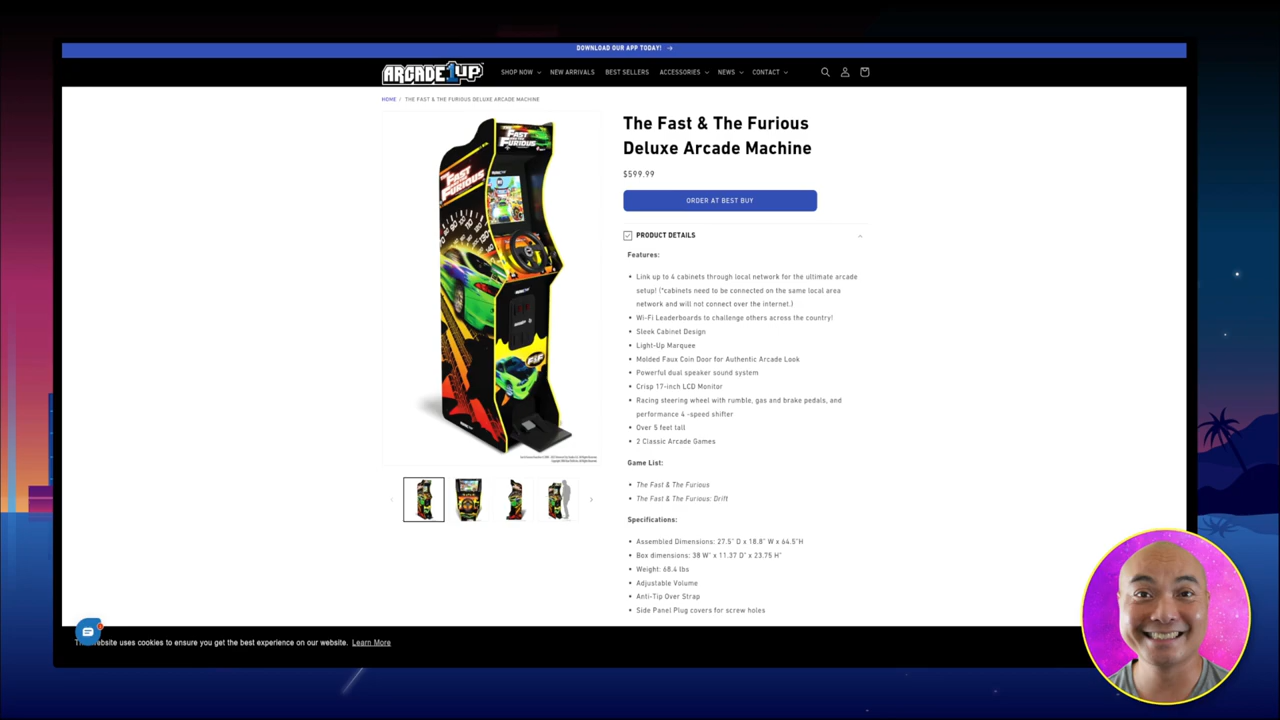 DOWNLOAD OUR APP TODAY! →
ARCADE1UP
SHOP NOW NEW ARRIVALS BEST SELLERS ACCESSORIES NEWS CONTACT
HOME / THE FAST & THE FURIOUS DELUXE ARCADE MACHINE
The Fast & The Furious
Deluxe Arcade Machine
$599.99
ORDER AT BEST BUY
PRODUCT DETAILS
Features:
• Link up to 4 cabinets through local network for the ultimate arcade
setup! (*cabinets need to be connected on the same local area
network and will not connect over the internet.)
• Wi-Fi Leaderboards to challenge others across the country!
• Sleek Cabinet Design
• Light-Up Marquee
• Molded Faux Coin Door for Authentic Arcade Look
• Powerful dual speaker sound system
• Crisp 17-inch LCD Monitor
• Racing steering wheel with rumble, gas and brake pedals, and
performance 4 -speed shifter
• Over 5 feet tall
• 2 Classic Arcade Games
Game List:
• The Fast & The Furious
• The Fast & The Furious: Drift
Specifications:
• Assembled Dimensions: 27.5" D x 18.8" W x 64.5"H
• Box dimensions: 38 W" x 11.37 D" x 23.75 H"
• Weight: 68.4 lbs
• Adjustable Volume
• Anti-Tip Over Strap
• Side Panel Plug covers for screw holes
FAST
FURIOUS
THE FAST
FURIOUS
FnF
website uses cookies to ensure you get the best experience on our website. Learn More